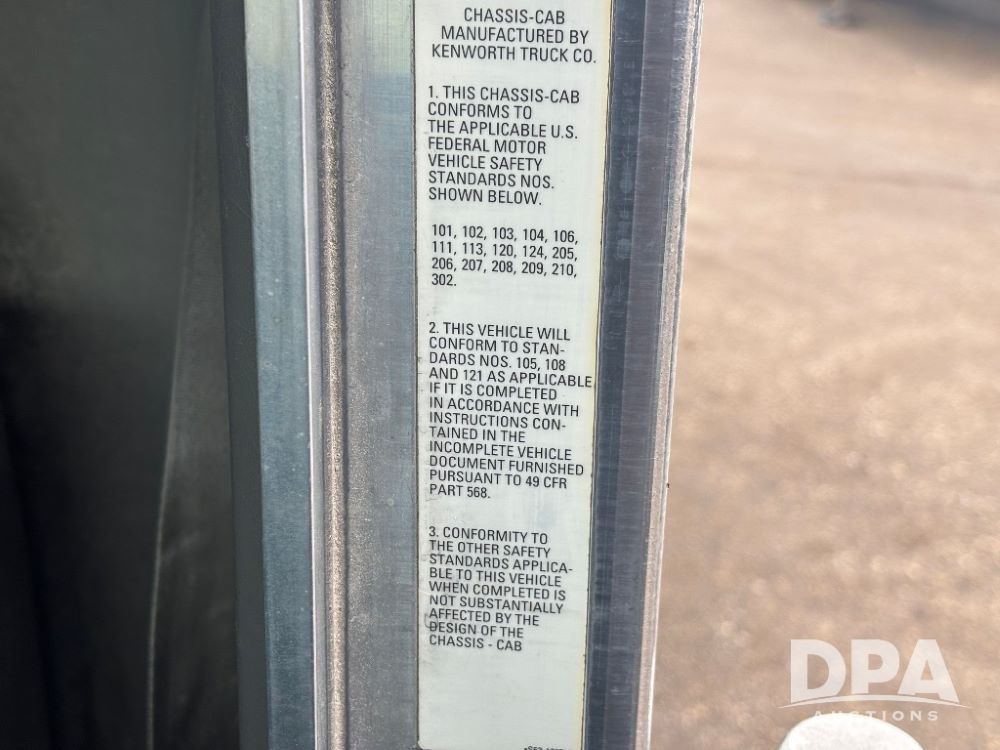 CHASSIS-CAB
MANUFACTURED BY
KENWORTH TRUCK CO.
1. THIS CHASSIS-CAB
CONFORMS TO
THE APPLICABLE U.S.
FEDERAL MOTOR
VEHICLE SAFETY
STANDARDS NOS.
SHOWN BELOW.
101, 102, 103, 104, 106,
111, 113, 120, 124, 205,
206, 207, 208, 209, 210,
302.
2. THIS VEHICLE WILL
CONFORM TO STAN-
DARDS NOS. 105, 108
AND 121 AS APPLICABLE
IF IT IS COMPLETED
IN ACCORDANCE WITH
INSTRUCTIONS CON-
TAINED IN THE
INCOMPLETE VEHICLE
DOCUMENT FURNISHED
PURSUANT TO 49 CFR
PART 568.
3. CONFORMITY TO
THE OTHER SAFETY
STANDARDS APPLICA-
BLE TO THIS VEHICLE
WHEN COMPLETED IS
NOT SUBSTANTIALLY
AFFECTED BY THE
DESIGN OF THE
CHASSIS - CAB
DPA
AUCTIONS